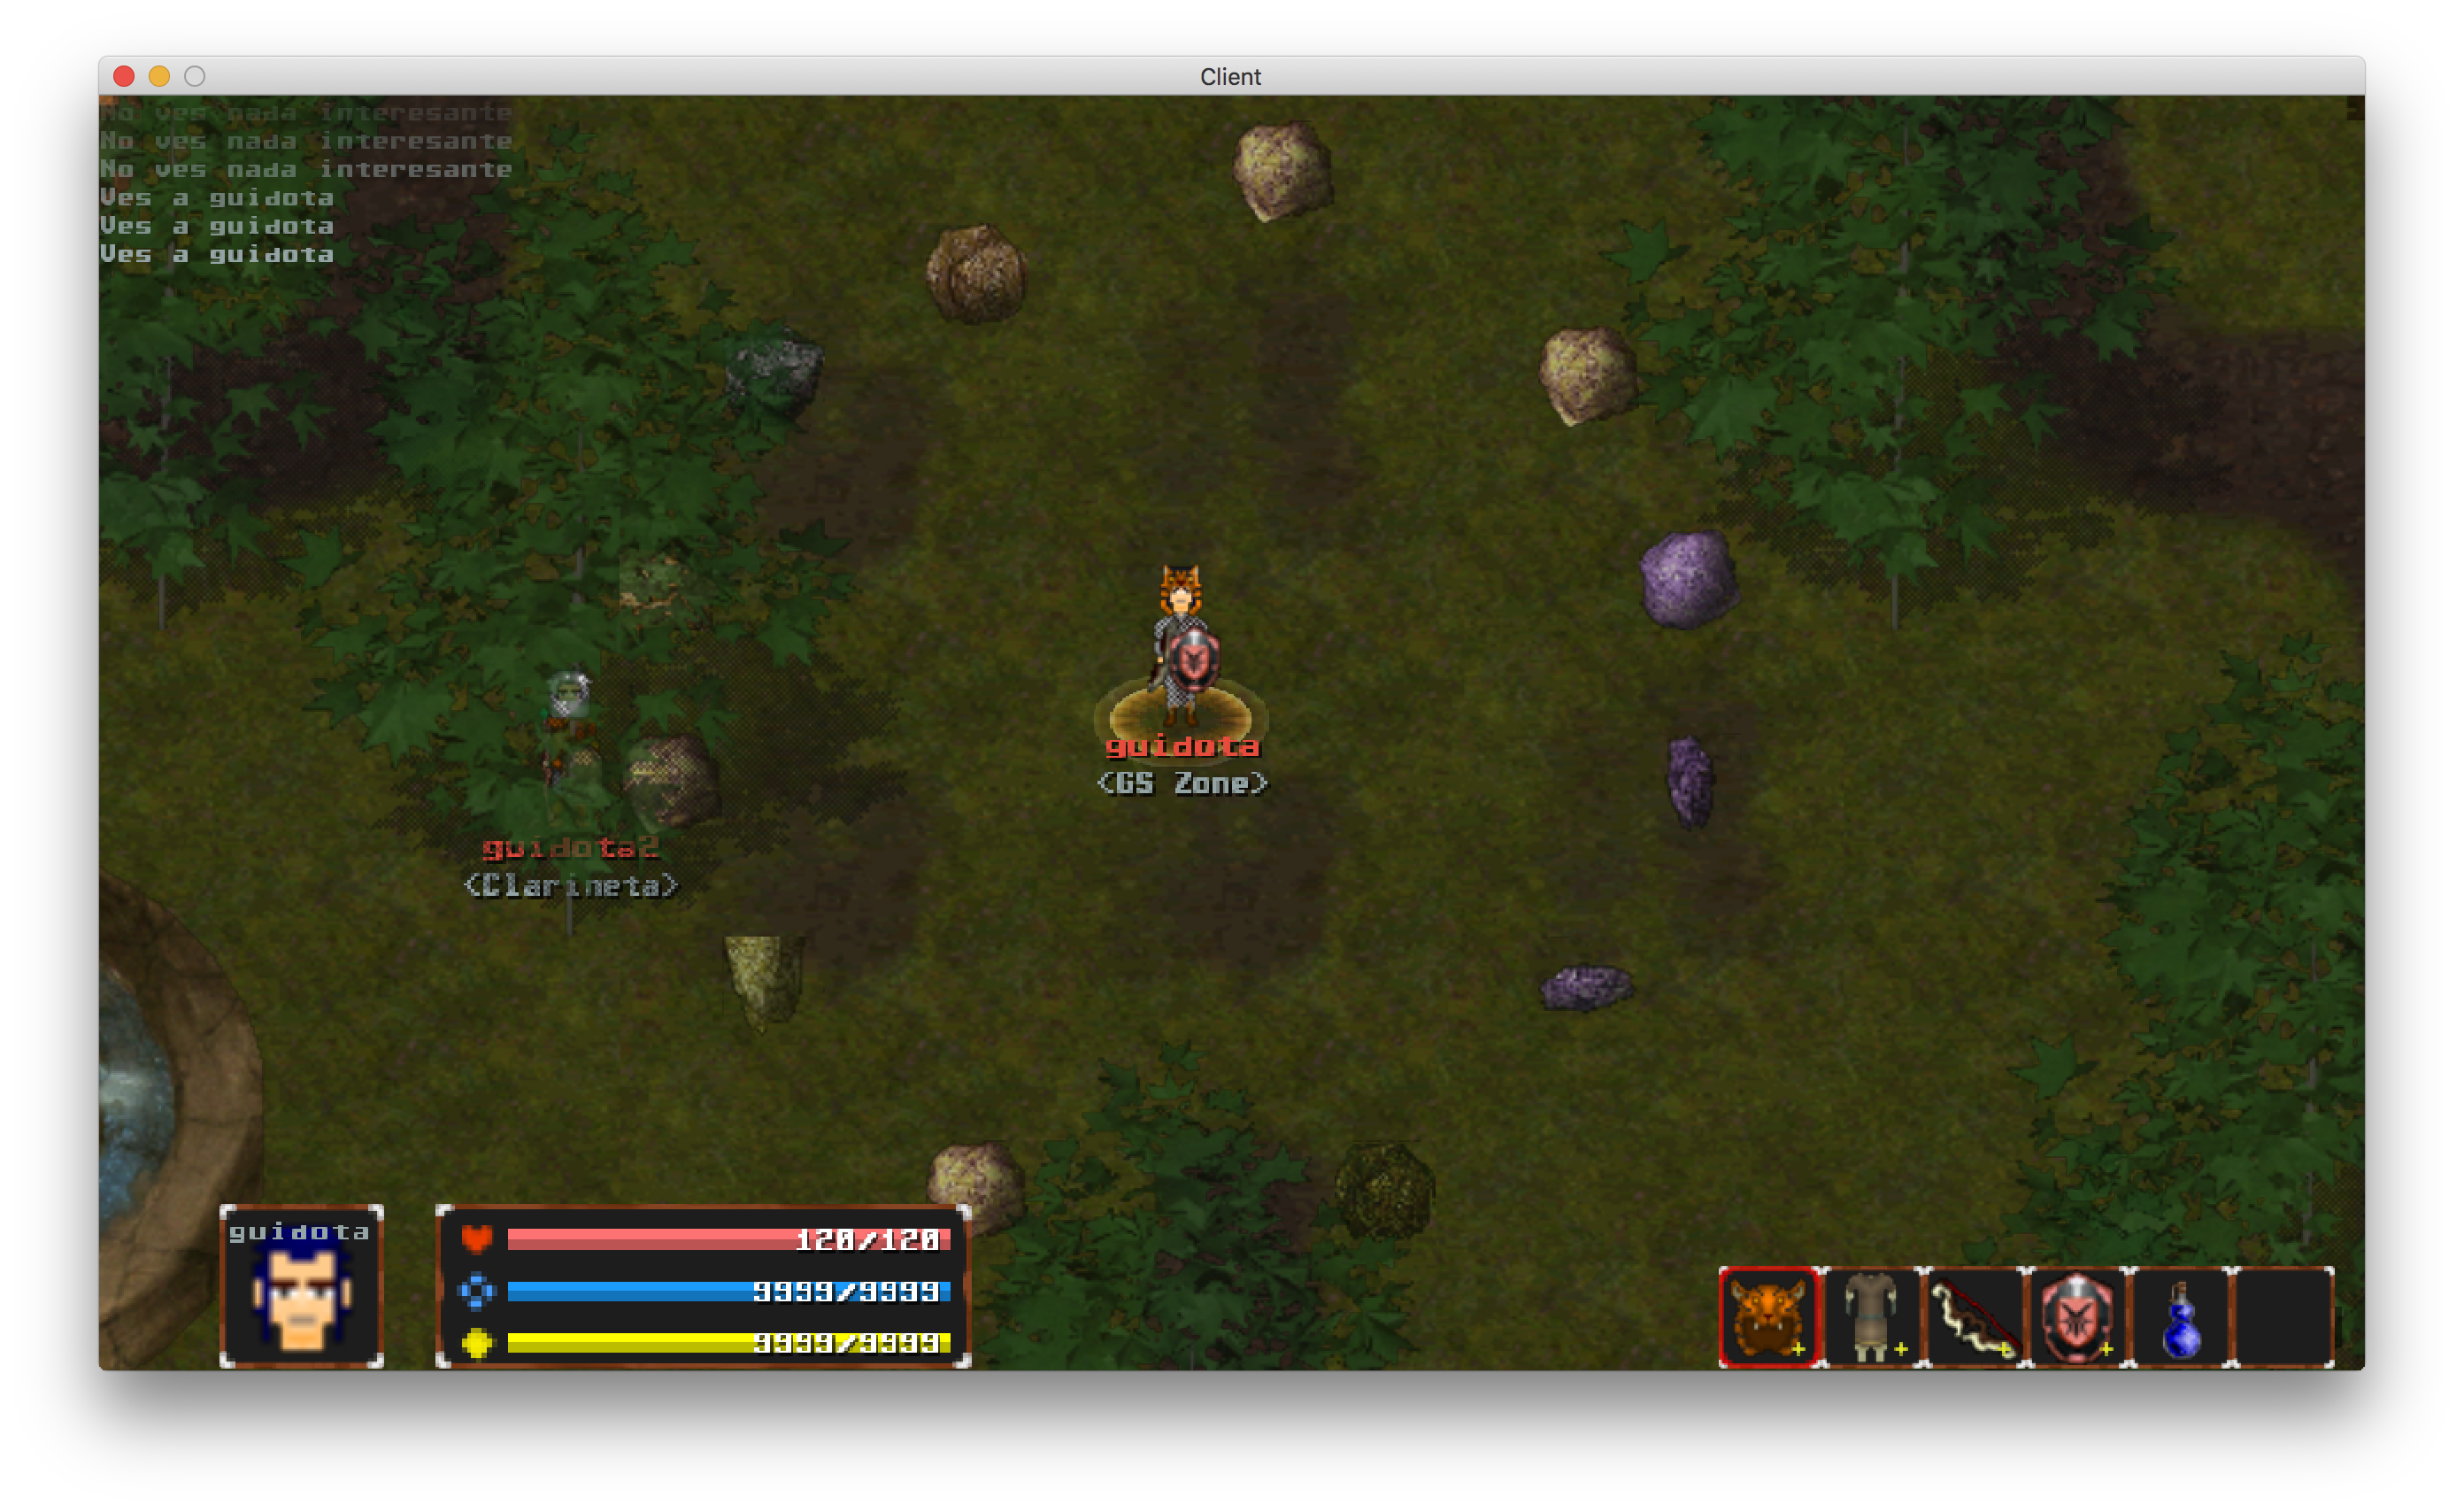 Client
No ves nada interesante
No ves nada interesante
No ves nada interesante
Ves a guidota
Ves a guidota
Ves a guidota
guidota
<GS Zone>
guidota2
<Clarineta>
guidota
120/120
9999/9999
9999/9999